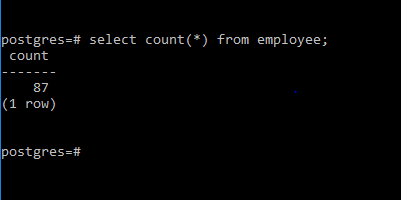 postgres=# select count(*) from employee;
 count
-------
    87
(1 row)
postgres=#